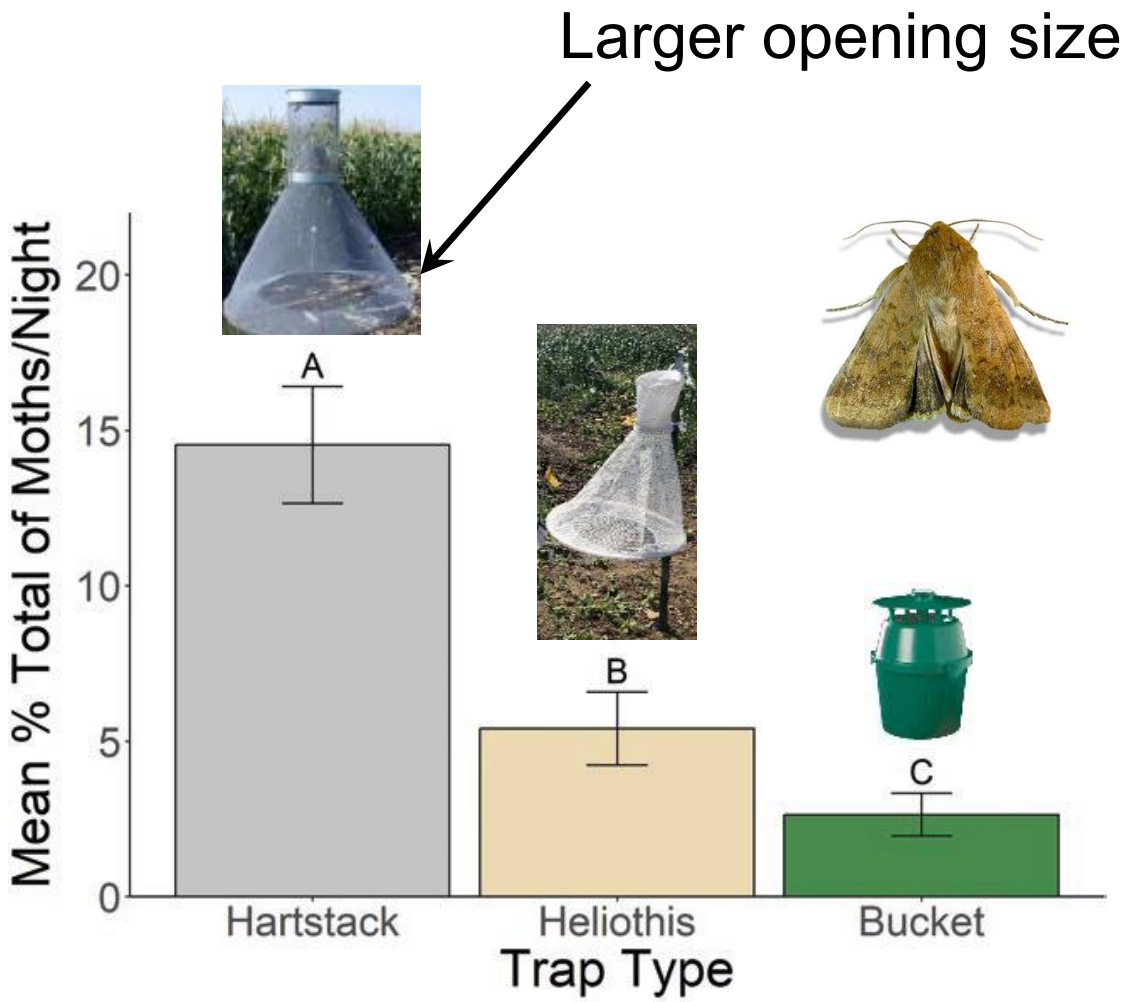 Larger opening size
Mean % Total of Moths/Night
20
15
10
5
0
A
B
C
Hartstack
Heliothis
Bucket
Trap Type